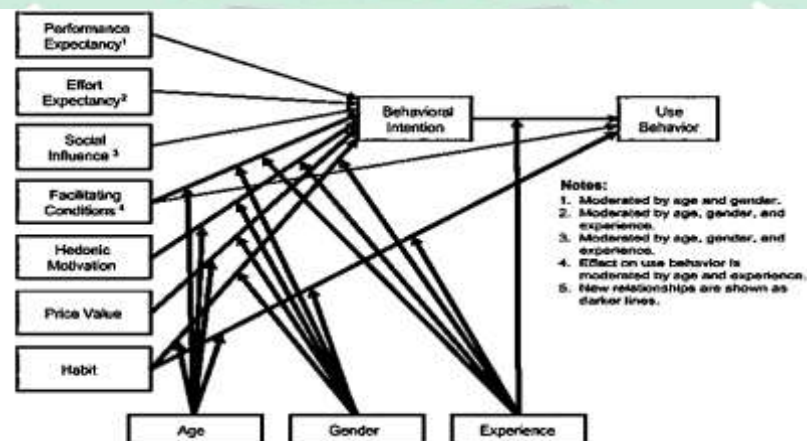 Performance
Expectancy¹
Effort
Expectancy²
Social
Influence ³
Facilitating
Conditions ⁴
Hedonic
Motivation
Price Value
Habit
Behavioral
Intention
Use
Behavior
Notes:
1. Moderated by age and gender.
2. Moderated by age, gender, and
experience.
3. Moderated by age, gender, and
experience.
4. Effect on use behavior is
moderated by age and experience.
5. New relationships are shown as
darker lines.
Age
Gender
Experience